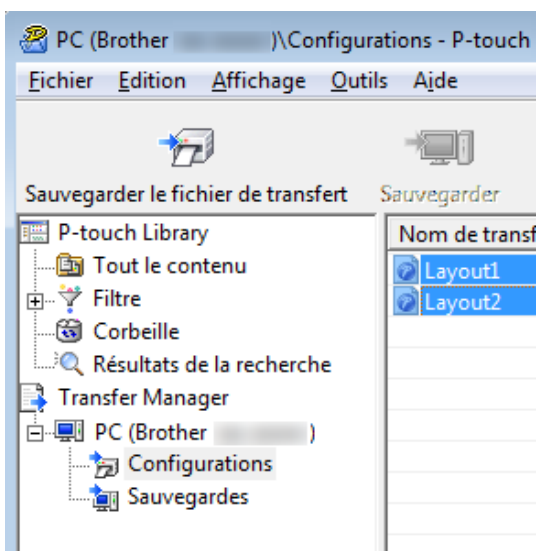 PC (Brother )\Configurations - P-touch
Fichier Edition Affichage Outils Aide
Sauvegarder le fichier de transfert Sauvegarder
P-touch Library
Tout le contenu
Filtre
Corbeille
Résultats de la recherche
Transfer Manager
PC (Brother )
Configurations
Sauvegardes
Nom de transf
Layout1
Layout2